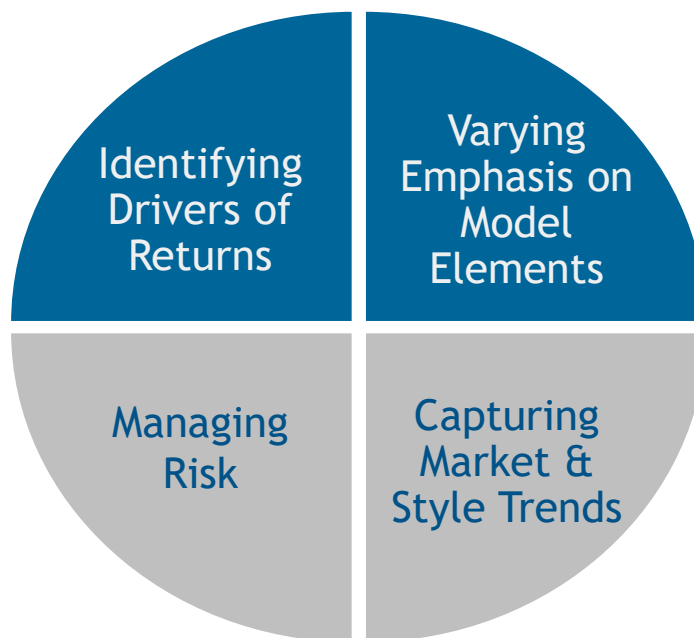 Identifying
Drivers of
Returns
Varying
Emphasis on
Model
Elements
Managing
Risk
Capturing
Market &
Style Trends